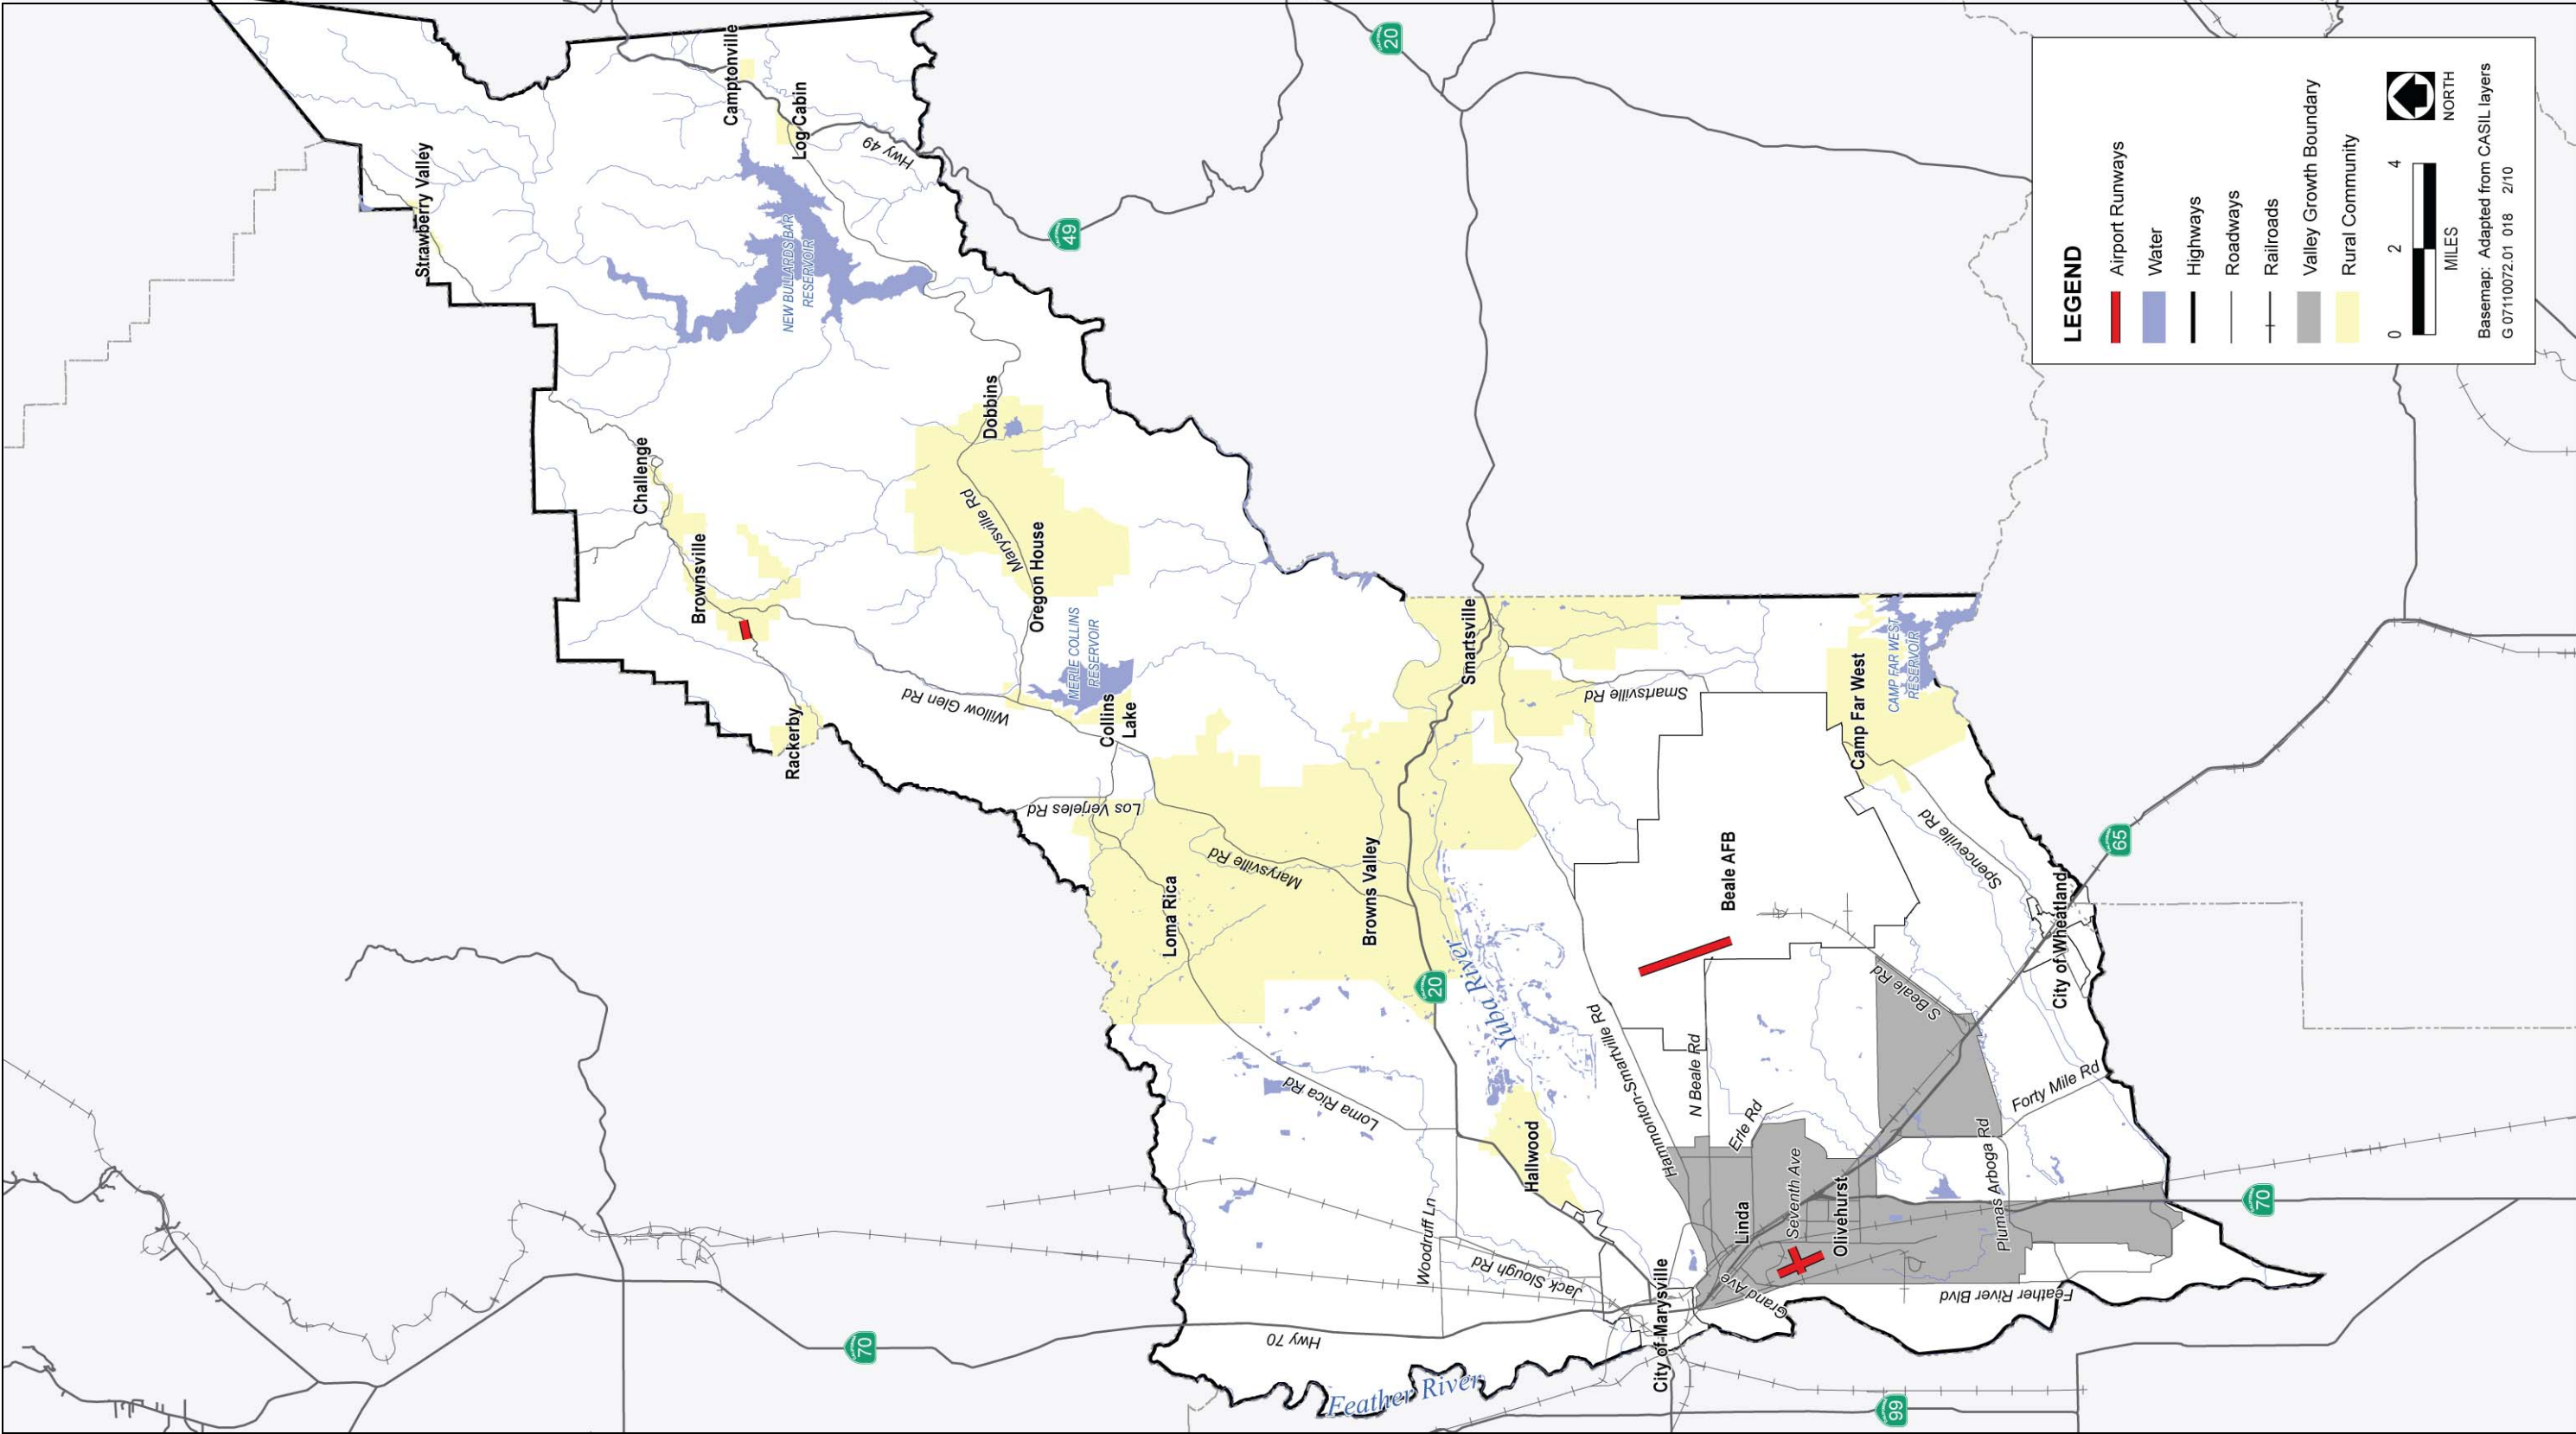 Strawberry Valley
Camptonville
Log Cabin
Hwy 49
NEW BULLARDS BAR
RESERVOIR
49
20
Challenge
Brownsville
Dobbins
Marysville Rd
Oregon House
Rackerby
Willow Glen Rd
MERLE COLLINS
RESERVOIR
Collins
Lake
Los Verjeles Rd
Loma Rica
Marysville Rd
Browns Valley
Smartsville
Smartsville Rd
20
Yuba River
Loma Rica Rd
Hallwood
Hammonton-Smartville Rd
Beale AFB
N Beale Rd
Camp Far West
CAMP FAR WEST
RESERVOIR
Spenceville Rd
65
City of Wheatland
S Beale Rd
Forty Mile Rd
Erle Rd
Seventh Ave
Linda
Olivehurst
Plumas Arboga Rd
Woodruff Ln
Jack Slough Rd
Hwy 70
City of Marysville
Grand Ave
Feather River Blvd
Feather River
70
70
99
LEGEND
Airport Runways
Water
Highways
Roadways
Railroads
Valley Growth Boundary
Rural Community
0 2 4
MILES
NORTH
Basemap: Adapted from CASIL layers
G 07110072.01 018 2/10